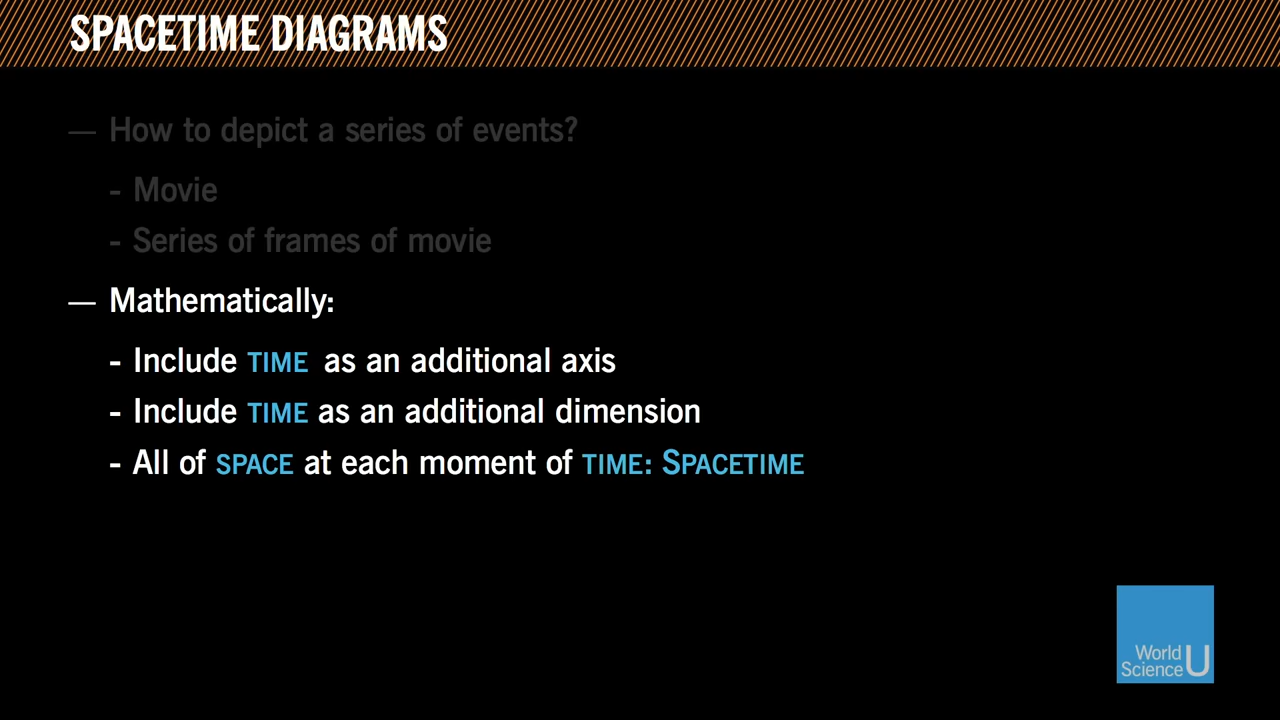 SPACETIME DIAGRAMS
— How to depict a series of events?
- Movie
- Series of frames of movie
— Mathematically:
- Include TIME as an additional axis
- Include TIME as an additional dimension
- All of SPACE at each moment of TIME: SPACETIME
World
Science U